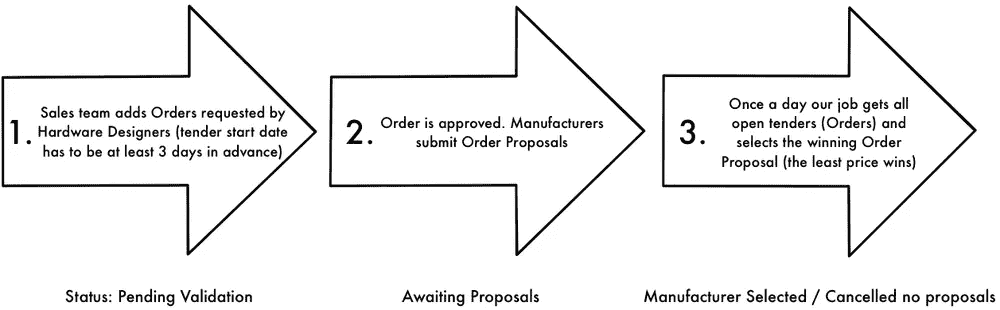 1.
Sales team adds Orders requested by
Hardware Designers (tender start date
has to be at least 3 days in advance)
2.
Order is approved. Manufacturers
submit Order Proposals
3.
Once a day our job gets all
open tenders (Orders) and
selects the winning Order
Proposal (the least price wins)
Status: Pending Validation
Awaiting Proposals
Manufacturer Selected / Cancelled no proposals